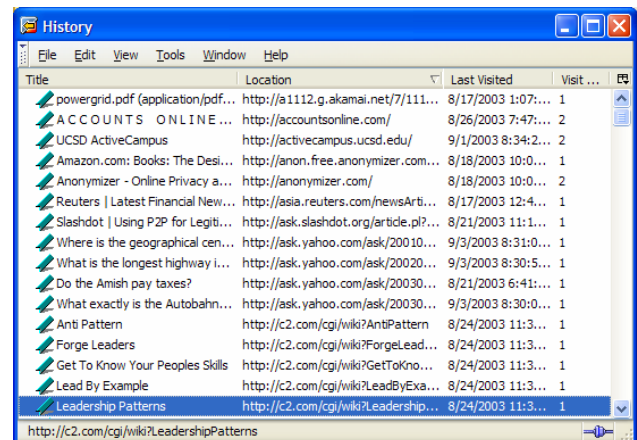 History
File Edit View Tools Window Help
Title Location Last Visited Visit ...
powergrid.pdf (application/pdf... http://a1112.g.akamai.net/7/111... 8/17/2003 1:07:... 1
A C C O U N T S   O N L I N E... http://accountsonline.com/ 8/26/2003 7:47:... 2
UCSD ActiveCampus http://activecampus.ucsd.edu/ 9/1/2003 8:34:2... 2
Amazon.com: Books: The Desi... http://anon.free.anonymizer.com... 8/18/2003 10:0... 1
Anonymizer - Online Privacy a... http://anonymizer.com/ 8/18/2003 10:0... 2
Reuters | Latest Financial New... http://asia.reuters.com/newsArti... 8/17/2003 12:4... 1
Slashdot | Using P2P for Legiti... http://ask.slashdot.org/article.pl?... 8/21/2003 11:1... 1
Where is the geographical cen... http://ask.yahoo.com/ask/20010... 9/3/2003 8:31:0... 1
What is the longest highway i... http://ask.yahoo.com/ask/20020... 9/3/2003 8:30:5... 1
Do the Amish pay taxes? http://ask.yahoo.com/ask/20030... 8/21/2003 6:41:... 1
What exactly is the Autobahn... http://ask.yahoo.com/ask/20030... 9/3/2003 8:30:0... 1
Anti Pattern http://c2.com/cgi/wiki?AntiPattern 8/24/2003 11:3... 1
Forge Leaders http://c2.com/cgi/wiki?ForgeLead... 8/24/2003 11:3... 1
Get To Know Your Peoples Skills http://c2.com/cgi/wiki?GetToKno... 8/24/2003 11:3... 1
Lead By Example http://c2.com/cgi/wiki?LeadByExa... 8/24/2003 11:3... 1
Leadership Patterns http://c2.com/cgi/wiki?Leadership... 8/24/2003 11:3... 1
http://c2.com/cgi/wiki?LeadershipPatterns